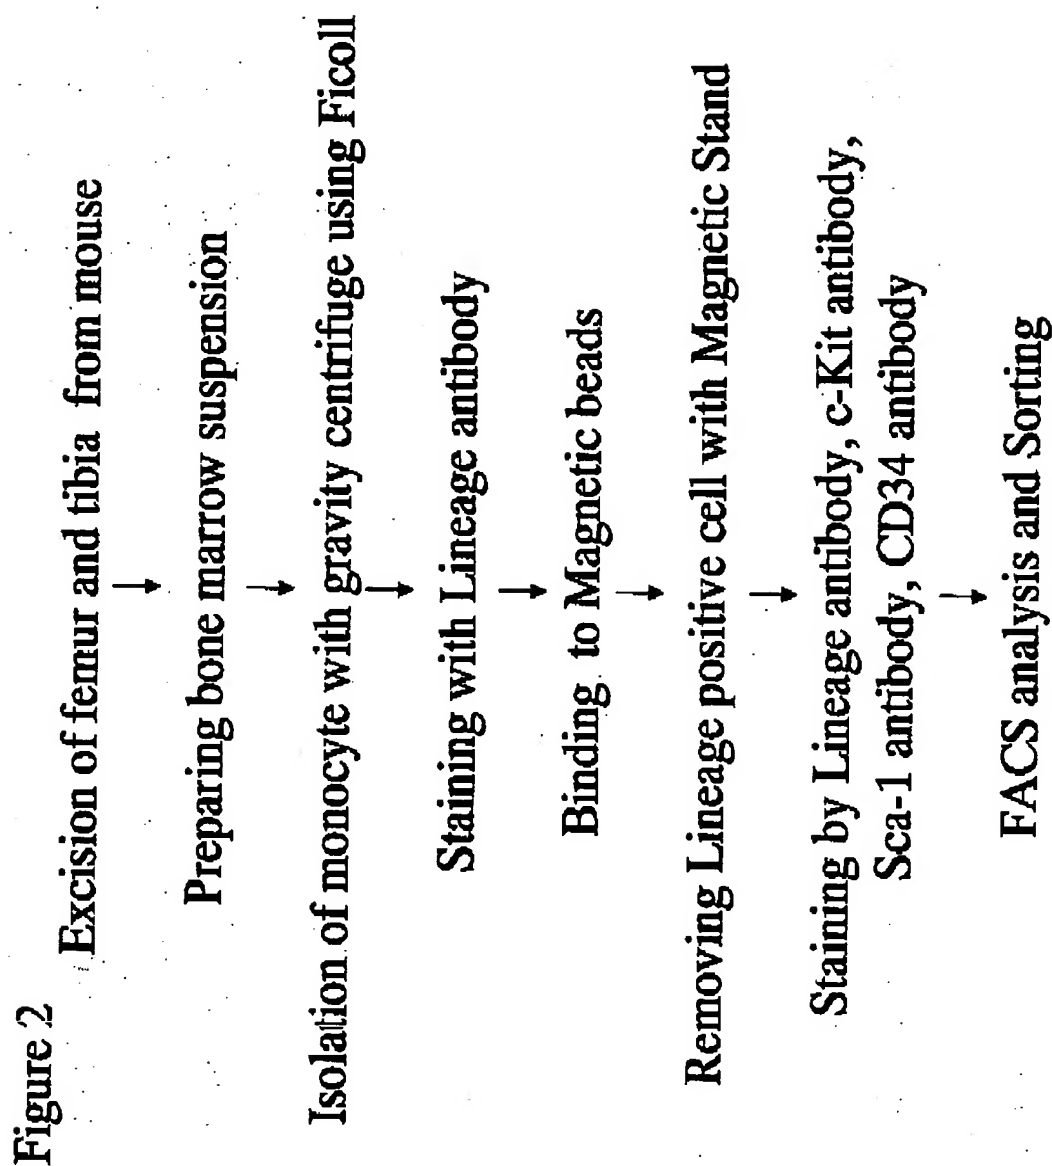 Figure 2
Excision of femur and tibia from mouse
Preparing bone marrow suspension
Isolation of monocyte with gravity centrifuge using Ficoll
Staining with Lineage antibody
Binding to Magnetic beads
Removing Lineage positive cell with Magnetic Stand
Staining by Lineage antibody, c-Kit antibody,
Sca-1 antibody, CD34 antibody
FACS analysis and Sorting